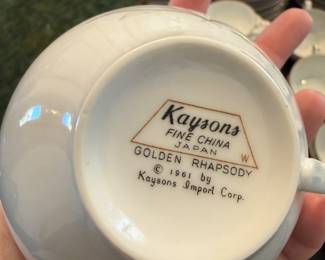 Kaysons
FINE CHINA
JAPAN
W
GOLDEN RHAPSODY
© 1961 by
Kaysons Import Corp.